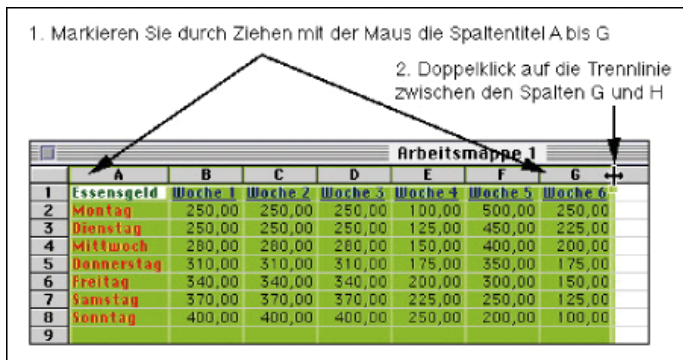 1. Markieren Sie durch Ziehen mit der Maus die Spaltentitel A bis G
2. Doppelklick auf die Trennlinie
zwischen den Spalten G und H
Arbeitsmappe 1
A B C D E F G
1 Essensgeld Woche 1 Woche 2 Woche 3 Woche 4 Woche 5 Woche 6
2 Montag 250,00 250,00 250,00 100,00 500,00 250,00
3 Dienstag 250,00 250,00 250,00 125,00 450,00 225,00
4 Mittwoch 280,00 280,00 280,00 150,00 400,00 200,00
5 Donnerstag 310,00 310,00 310,00 175,00 350,00 175,00
6 Freitag 340,00 340,00 340,00 200,00 300,00 150,00
7 Samstag 370,00 370,00 370,00 225,00 250,00 125,00
8 Sonntag 400,00 400,00 400,00 250,00 200,00 100,00
9